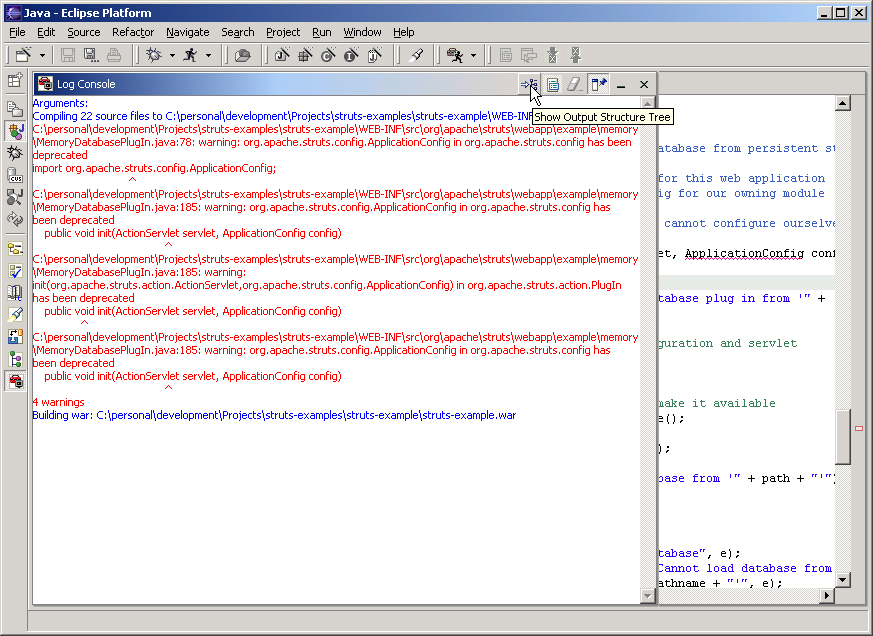 Java - Eclipse Platform
File Edit Source Refactor Navigate Search Project Run Window Help
Log Console
Show Output Structure Tree
Arguments:
Compiling 22 source files to C:\personal\development\Projects\struts-examples\struts-example\WEB-INF
C:\personal\development\Projects\struts-examples\struts-example\WEB-INF\src\org\apache\struts\webapp\example\memory
\MemoryDatabasePlugIn.java:78: warning: org.apache.struts.config.ApplicationConfig in org.apache.struts.config has been
deprecated
import org.apache.struts.config.ApplicationConfig;
^
C:\personal\development\Projects\struts-examples\struts-example\WEB-INF\src\org\apache\struts\webapp\example\memory
\MemoryDatabasePlugIn.java:185: warning: org.apache.struts.config.ApplicationConfig in org.apache.struts.config has
been deprecated
public void init(ActionServlet servlet, ApplicationConfig config)
^
C:\personal\development\Projects\struts-examples\struts-example\WEB-INF\src\org\apache\struts\webapp\example\memory
\MemoryDatabasePlugIn.java:185: warning:
init(org.apache.struts.action.ActionServlet,org.apache.struts.config.ApplicationConfig) in org.apache.struts.action.PlugIn
has been deprecated
public void init(ActionServlet servlet, ApplicationConfig config)
^
C:\personal\development\Projects\struts-examples\struts-example\WEB-INF\src\org\apache\struts\webapp\example\memory
\MemoryDatabasePlugIn.java:185: warning: org.apache.struts.config.ApplicationConfig in org.apache.struts.config has
been deprecated
public void init(ActionServlet servlet, ApplicationConfig config)
^
4 warnings
Building war: C:\personal\development\Projects\struts-examples\struts-example\struts-example.war
atabase from persistent st
for this web application
ig for our owning module
cannot configure ourselve
et, ApplicationConfig conf
tabase plug in from '" +
guration and servlet
make it available
e();
);
base from '" + path + "'")
tabase", e);
Cannot load database from
athname + "'", e);